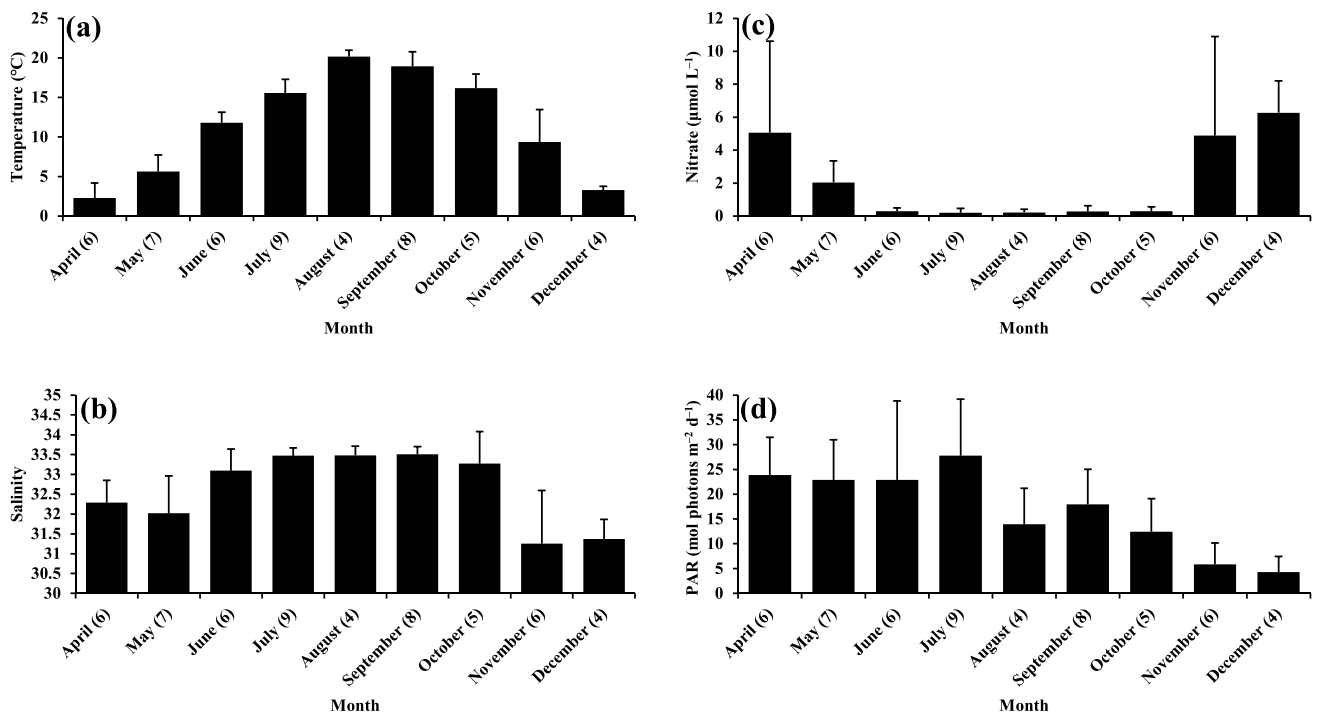 (a)
Temperature (°C)
25
20
15
10
5
0
April (6)
May (7)
June (6)
July (9)
August (4)
September (8)
October (5)
November (6)
December (4)
Month
(c)
Nitrate (μmol L⁻¹)
12
10
8
6
4
2
0
April (6)
May (7)
June (6)
July (9)
August (4)
September (8)
October (5)
November (6)
December (4)
Month
(b)
Salinity
35
34.5
34
33.5
33
32.5
32
31.5
31
30.5
30
April (6)
May (7)
June (6)
July (9)
August (4)
September (8)
October (5)
November (6)
December (4)
Month
(d)
PAR (mol photons m⁻² d⁻¹)
40
35
30
25
20
15
10
5
0
April (6)
May (7)
June (6)
July (9)
August (4)
September (8)
October (5)
November (6)
December (4)
Month